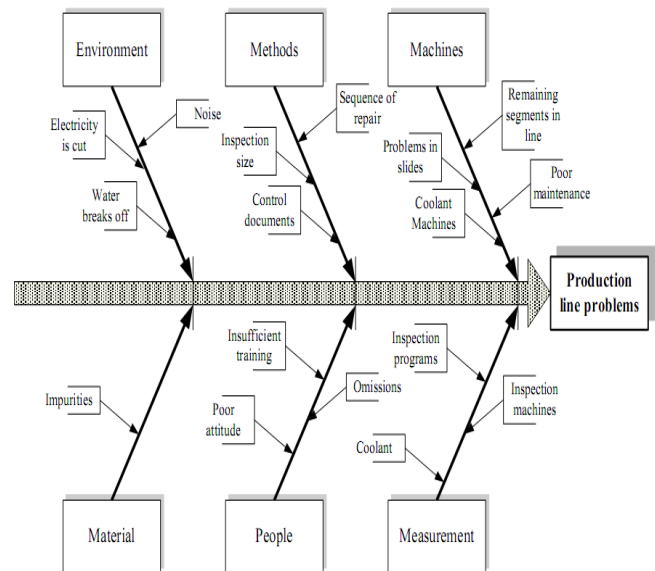 Environment
Methods
Machines
Noise
Electricity
is cut
Water
breaks off
Sequence of
repair
Inspection
size
Control
documents
Remaining
segments in
line
Problems in
slides
Poor
maintenance
Coolant
Machines
Production
line problems
Impurities
Insufficient
training
Omissions
Poor
attitude
Inspection
programs
Inspection
machines
Coolant
Material
People
Measurement